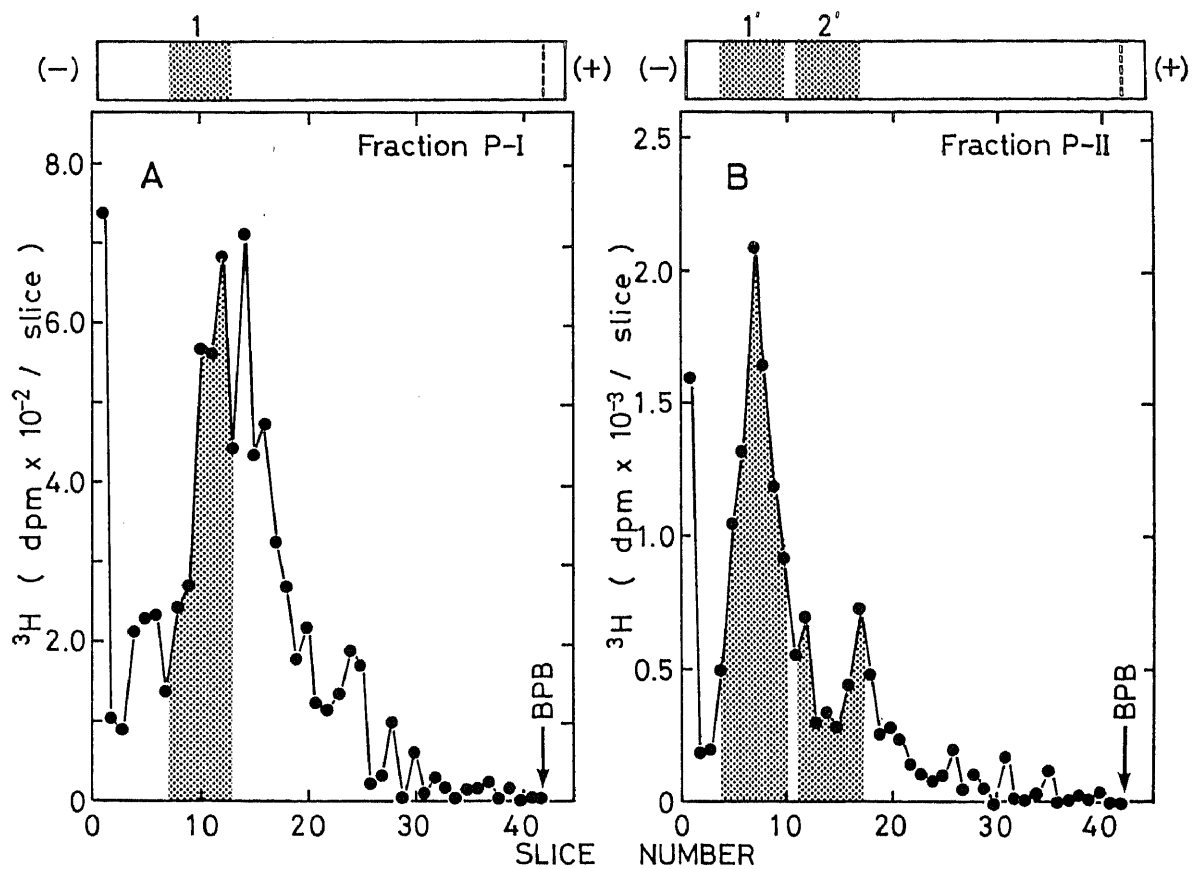 1
1' 2'
(-) (+) (-) (+)
Fraction P-I
A
8.0
6.0
4.0
2.0
0
³H ( dpm x 10⁻² / slice )
BPB
0 10 20 30 40
Fraction P-II
B
2.5
2.0
1.5
1.0
0.5
0
³H ( dpm x 10⁻³ / slice )
BPB
0 10 20 30 40
SLICE NUMBER